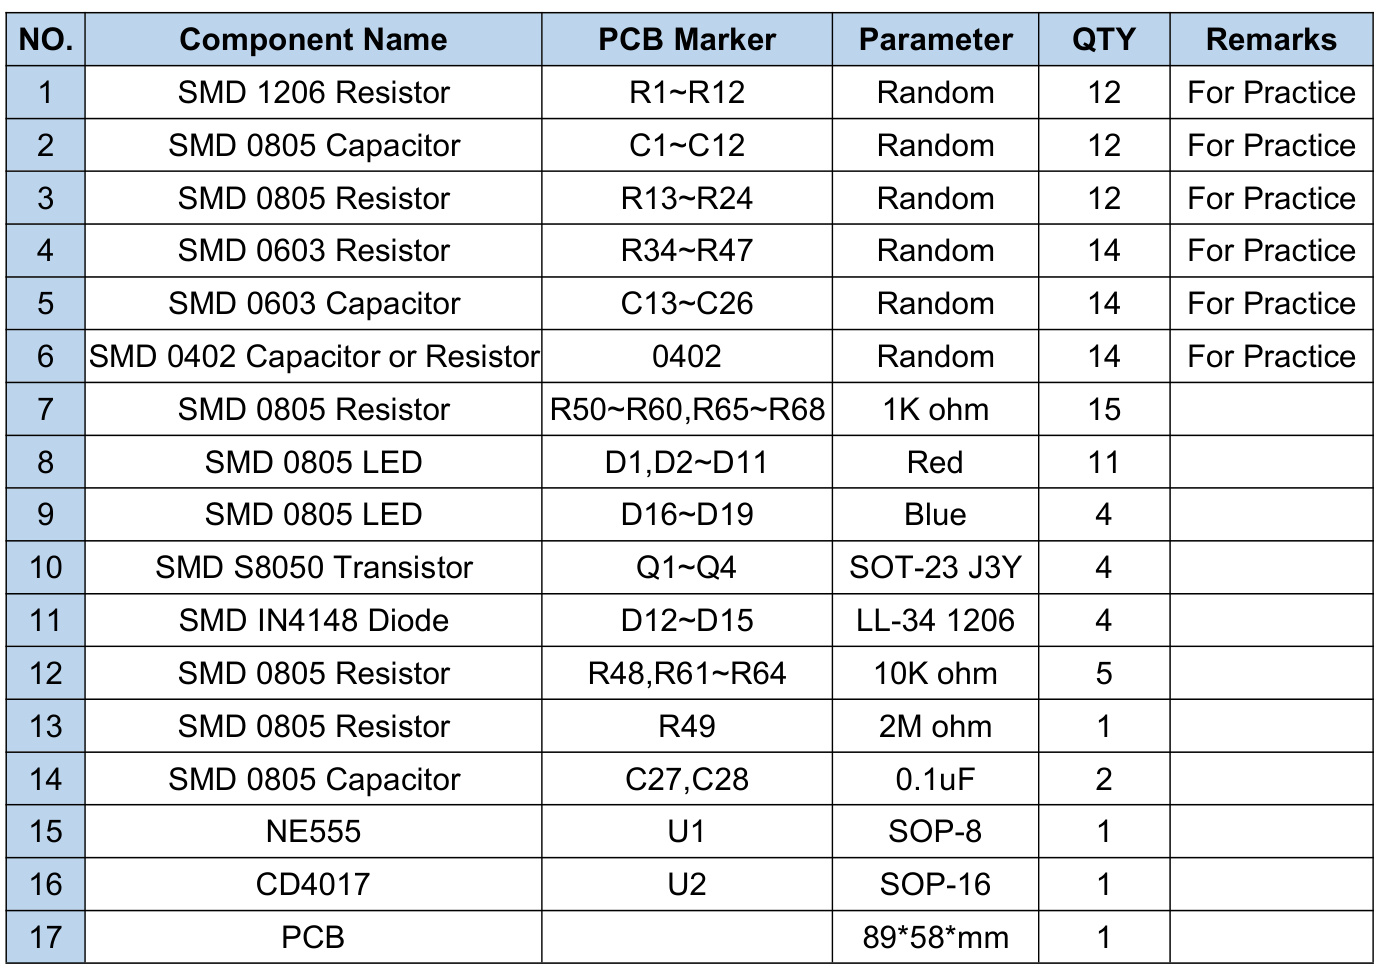 NO. Component Name PCB Marker Parameter QTY Remarks
1 SMD 1206 Resistor R1~R12 Random 12 For Practice
2 SMD 0805 Capacitor C1~C12 Random 12 For Practice
3 SMD 0805 Resistor R13~R24 Random 12 For Practice
4 SMD 0603 Resistor R34~R47 Random 14 For Practice
5 SMD 0603 Capacitor C13~C26 Random 14 For Practice
6 SMD 0402 Capacitor or Resistor 0402 Random 14 For Practice
7 SMD 0805 Resistor R50~R60,R65~R68 1K ohm 15
8 SMD 0805 LED D1,D2~D11 Red 11
9 SMD 0805 LED D16~D19 Blue 4
10 SMD S8050 Transistor Q1~Q4 SOT-23 J3Y 4
11 SMD IN4148 Diode D12~D15 LL-34 1206 4
12 SMD 0805 Resistor R48,R61~R64 10K ohm 5
13 SMD 0805 Resistor R49 2M ohm 1
14 SMD 0805 Capacitor C27,C28 0.1uF 2
15 NE555 U1 SOP-8 1
16 CD4017 U2 SOP-16 1
17 PCB 89*58*mm 1